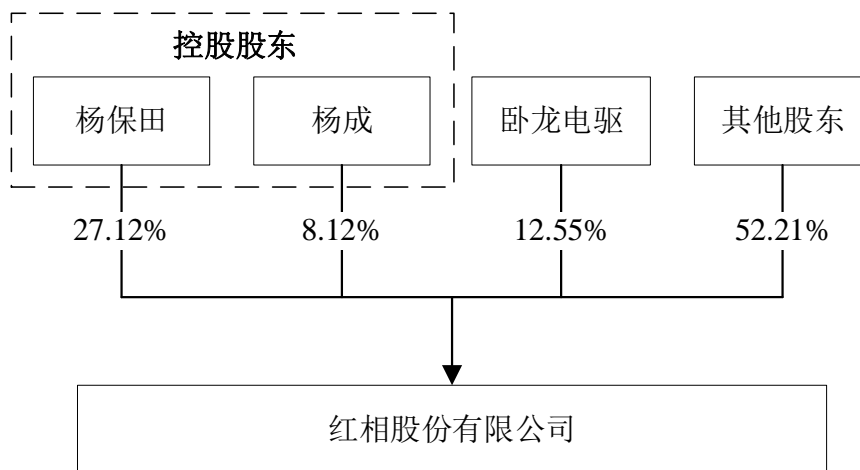 控股股东
杨保田
杨成
卧龙电驱
其他股东
27.12%
8.12%
12.55%
52.21%
红相股份有限公司